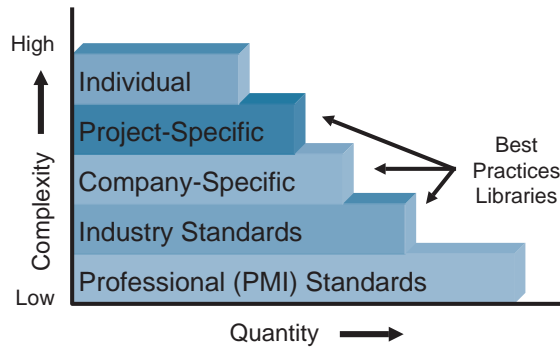 High
Individual
Project-Specific
Company-Specific
Industry Standards
Professional (PMI) Standards
Low
Complexity
Quantity
Best
Practices
Libraries